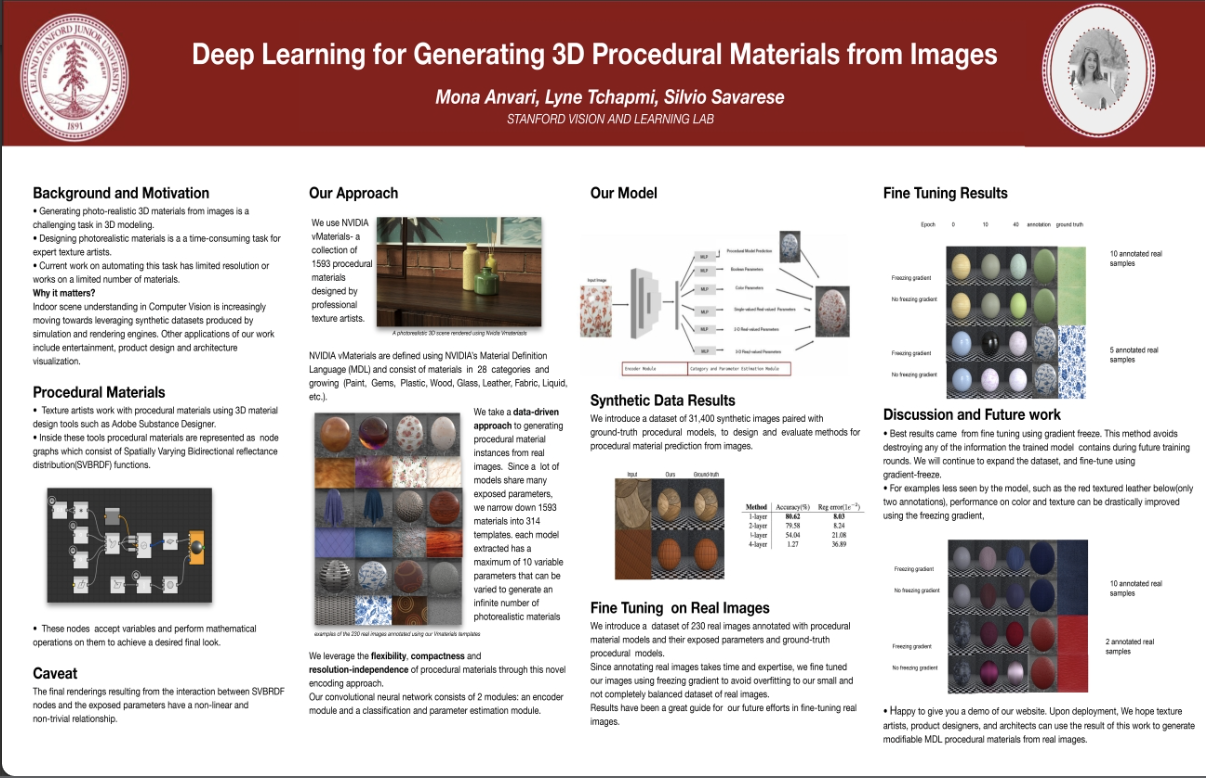 Deep Learning for Generating 3D Procedural Materials from Images
Mona Anvari, Lyne Tchapmi, Silvio Savarese
STANFORD VISION AND LEARNING LAB
LELAND STANFORD JUNIOR UNIVERSITY
1891
Background and Motivation
• Generating photo-realistic 3D materials from images is a
challenging task in 3D modeling.
• Designing photorealistic materials is a a time-consuming task for
expert texture artists.
• Current work on automating this task has limited resolution or
works on a limited number of materials.
Why it matters?
Indoor scene understanding in Computer Vision is increasingly
moving towards leveraging synthetic datasets produced by
simulation and rendering engines. Other applications of our work
include entertainment, product design and architecture
visualization.
Procedural Materials
• Texture artists work with procedural materials using 3D material
design tools such as Adobe Substance Designer.
• Inside these tools procedural materials are represented as node
graphs which consist of Spatially Varying Bidirectional reflectance
distribution(SVBRDF) functions.
• These nodes accept variables and perform mathematical
operations on them to achieve a desired final look.
Caveat
The final renderings resulting from the interaction between SVBRDF
nodes and the exposed parameters have a non-linear and
non-trivial relationship.
Our Approach
We use NVIDIA
vMaterials- a
collection of
1593 procedural
materials
designed by
professional
texture artists.
A photorealistic 3D scene rendered using Nvidia Vmaterials
NVIDIA vMaterials are defined using NVIDIA's Material Definition
Language (MDL) and consist of materials in 28 categories and
growing (Paint, Gems, Plastic, Wood, Glass, Leather, Fabric, Liquid,
etc.).
We take a data-driven
approach to generating
procedural material
instances from real
images. Since a lot of
models share many
exposed parameters,
we narrow down 1593
materials into 314
templates. each model
extracted has a
maximum of 10 variable
parameters that can be
varied to generate an
infinite number of
photorealistic materials
examples of the 230 real images annotated using our Vmaterials templates
We leverage the flexibility, compactness and
resolution-independence of procedural materials through this novel
encoding approach.
Our convolutional neural network consists of 2 modules: an encoder
module and a classification and parameter estimation module.
Our Model
Input Image
MLP
MLP
MLP
MLP
MLP
MLP
Procedural Model Prediction
Boolean Parameters
Color Parameters
Single-valued Real-valued Parameters
2-D Real-valued Parameters
3-D Real-valued Parameters
Encoder Module
Category and Parameter Estimation Module
Synthetic Data Results
We introduce a dataset of 31,400 synthetic images paired with
ground-truth procedural models, to design and evaluate methods for
procedural material prediction from images.
Input Ours Ground-truth
Method Accuracy(%) Reg error(1e⁻²)
1-layer 80.62 8.03
2-layer 79.58 8.24
54.04 21.08
4-layer 1.27 36.89
Fine Tuning on Real Images
We introduce a dataset of 230 real images annotated with procedural
material models and their exposed parameters and ground-truth
procedural models.
Since annotating real images takes time and expertise, we fine tuned
our images using freezing gradient to avoid overfitting to our small and
not completely balanced dataset of real images.
Results have been a great guide for our future efforts in fine-tuning real
images.
Fine Tuning Results
Epoch 0 10 40 annotation ground truth
Freezing gradient
10 annotated real
samples
No freezing gradient
Freezing gradient
5 annotated real
samples
No freezing gradient
Discussion and Future work
• Best results came from fine tuning using gradient freeze. This method avoids
destroying any of the information the trained model contains during future training
rounds. We will continue to expand the dataset, and fine-tune using
gradient-freeze.
• For examples less seen by the model, such as the red textured leather below(only
two annotations), performance on color and texture can be drastically improved
using the freezing gradient,
Freezing gradient
No freezing gradient
10 annotated real
samples
Freezing gradient
No freezing gradient
2 annotated real
samples
• Happy to give you a demo of our website. Upon deployment, We hope texture
artists, product designers, and architects can use the result of this work to generate
modifiable MDL procedural materials from real images.